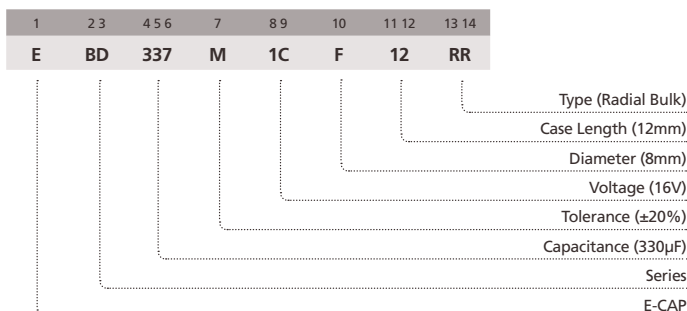 1 2 3 4 5 6 7 8 9 10 11 12 13 14
E BD 337 M 1C F 12 RR
Type (Radial Bulk)
Case Length (12mm)
Diameter (8mm)
Voltage (16V)
Tolerance (±20%)
Capacitance (330µF)
Series
E-CAP